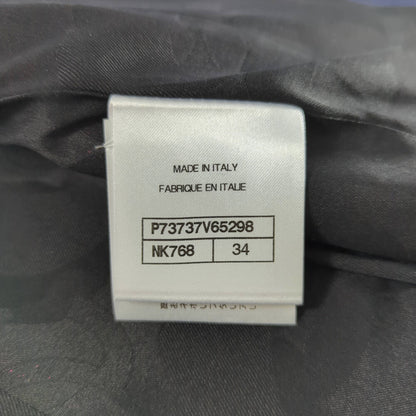 MADE IN ITALY
FABRIQUE EN ITALIE
P73737V65298
NK768 34